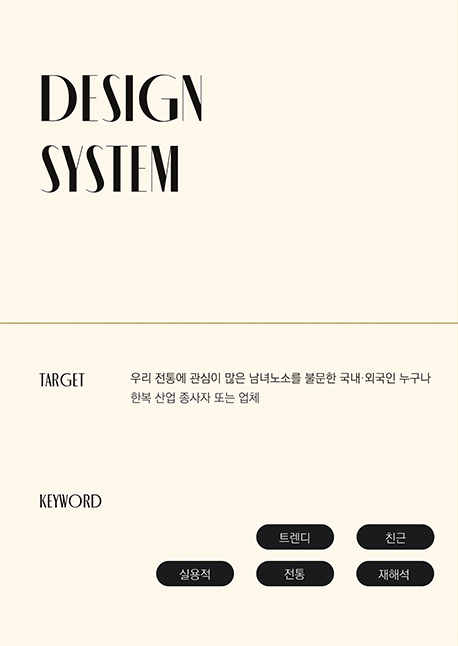 DESIGN
SYSTEM
TARGET
우리 전통에 관심이 많은 남녀노소를 불문한 국내·외국인 누구나
한복 산업 종사자 또는 업체
KEYWORD
트렌디 친근
실용적 전통 재해석